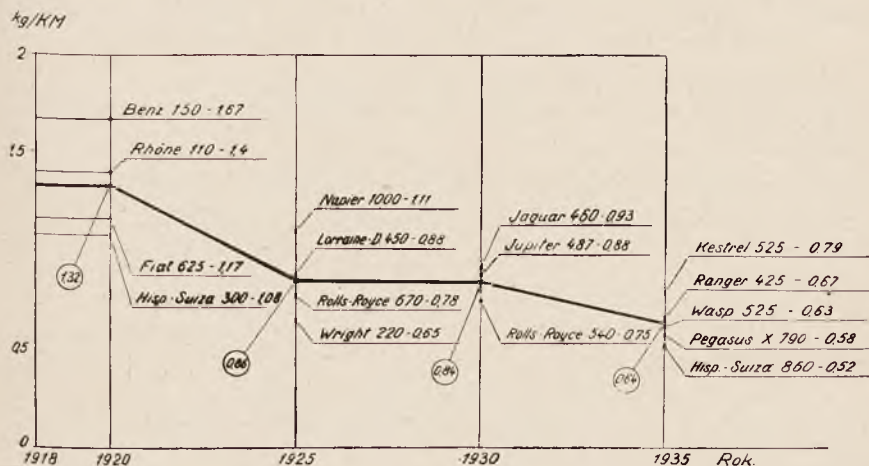 kg/KM
2
1.5
0,5
0
Benz 150 - 1,67
Rhône 110 - 1,4
1,32
Fiat 625 - 1,17
Hisp.-Suiza 300 - 1,08
Napier 1000 - 1,11
Lorraine-D 450 - 0,88
Rolls-Royce 670 - 0,78
Wright 220 - 0,65
0,86
Jaguar 460 - 0,93
Jupiter 487 - 0,88
Rolls-Royce 540 - 0,75
0,84
Kestrel 525 - 0,79
Ranger 425 - 0,67
Wasp 525 - 0,63
Pegasus X 790 - 0,58
Hisp.-Suiza 860 - 0,52
0,64
1918 1920 1925 1930 1935 Rok.